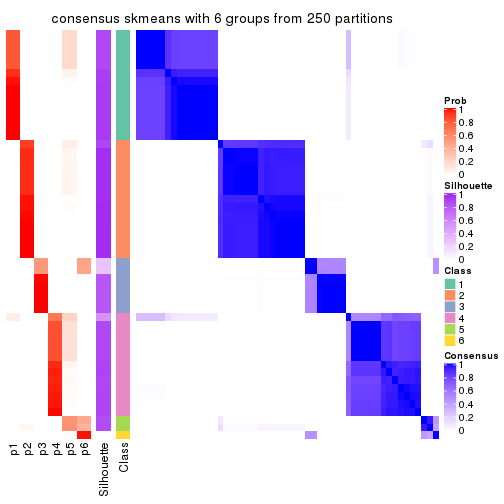 consensus skmeans with 6 groups from 250 partitions
Prob
1
0.8
0.6
0.4
0.2
0
Silhouette
1
0.8
0.6
0.4
0.2
0
Class
1
2
3
4
5
6
Consensus
1
0.8
0.6
0.4
0.2
0
p1
p2
p3
p4
p5
p6
Silhouette
Class